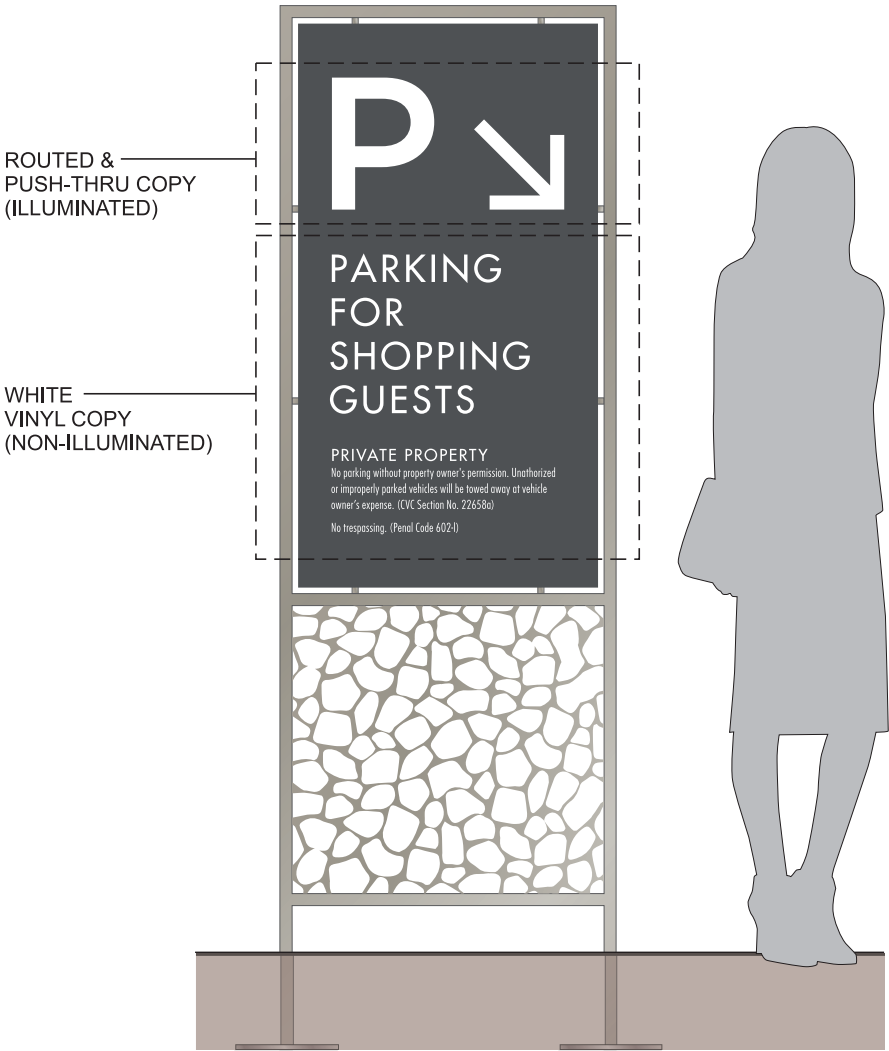 ROUTED &
PUSH-THRU COPY
(ILLUMINATED)
P
PARKING
FOR
SHOPPING
GUESTS
WHITE
VINYL COPY
(NON-ILLUMINATED)
PRIVATE PROPERTY
No parking without property owner's permission. Unathorized
or improperly parked vehicles will be towed away at vehicle
owner's expense. (CVC Section No. 22658a)
No trespassing. (Penal Code 602-l)